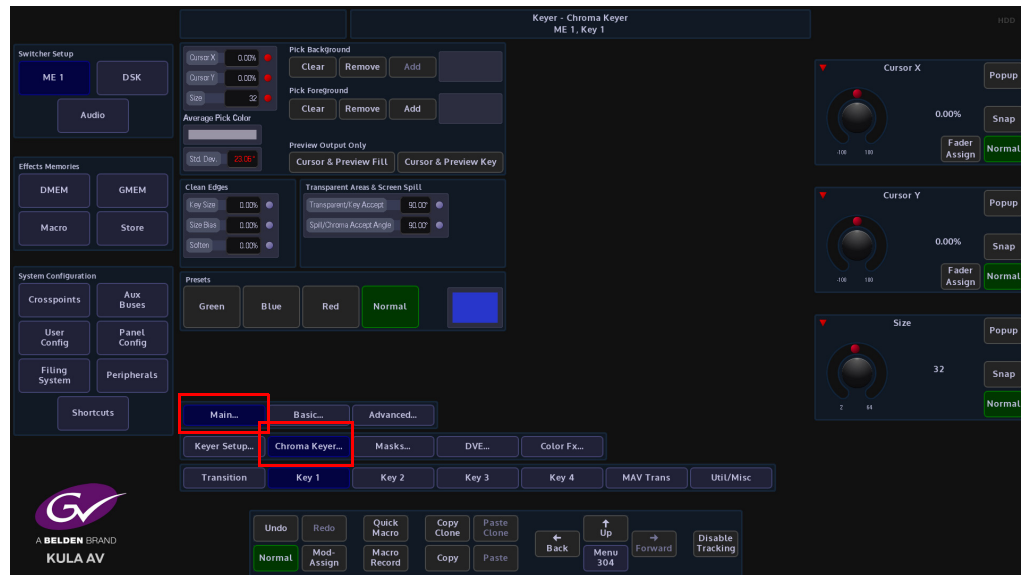 Keyer - Chroma Keyer
ME 1, Key 1
HDD
Switcher Setup
ME 1
DSK
Audio
Effects Memories
DMEM
GMEM
Macro
Store
System Configuration
Crosspoints
Aux
Buses
User
Config
Panel
Config
Filing
System
Peripherals
Shortcuts
Cursor X 0.00%
Cursor Y 0.00%
Size 32
Average Pick Color
Std. Dev. 23.08°
Pick Background
Clear Remove Add
Pick Foreground
Clear Remove Add
Preview Output Only
Cursor & Preview Fill Cursor & Preview Key
Clean Edges
Key Size 0.00%
Size Bias 0.00%
Soften 0.00%
Transparent Areas & Screen Spill
Transparent/Key Accept 90.00°
Spill/Chroma Accept Angle 90.00°
Presets
Green Blue Red Normal
Main... Basic... Advanced...
Keyer Setup... Chroma Keyer... Masks... DVE... Color Fx...
Transition Key 1 Key 2 Key 3 Key 4 MAV Trans Util/Misc
Cursor X
Popup
0.00%
Snap
-100 100
Fader
Assign
Normal
Cursor Y
Popup
0.00%
Snap
-100 100
Fader
Assign
Normal
Size
Popup
32
Snap
2 64
Normal
GV
A BELDEN BRAND
KULA AV
Undo
Redo
Quick
Macro
Copy
Clone
Paste
Clone
Normal
Mod-
Assign
Macro
Record
Copy
Paste
←
Back
↑
Up
Menu
304
→
Forward
Disable
Tracking